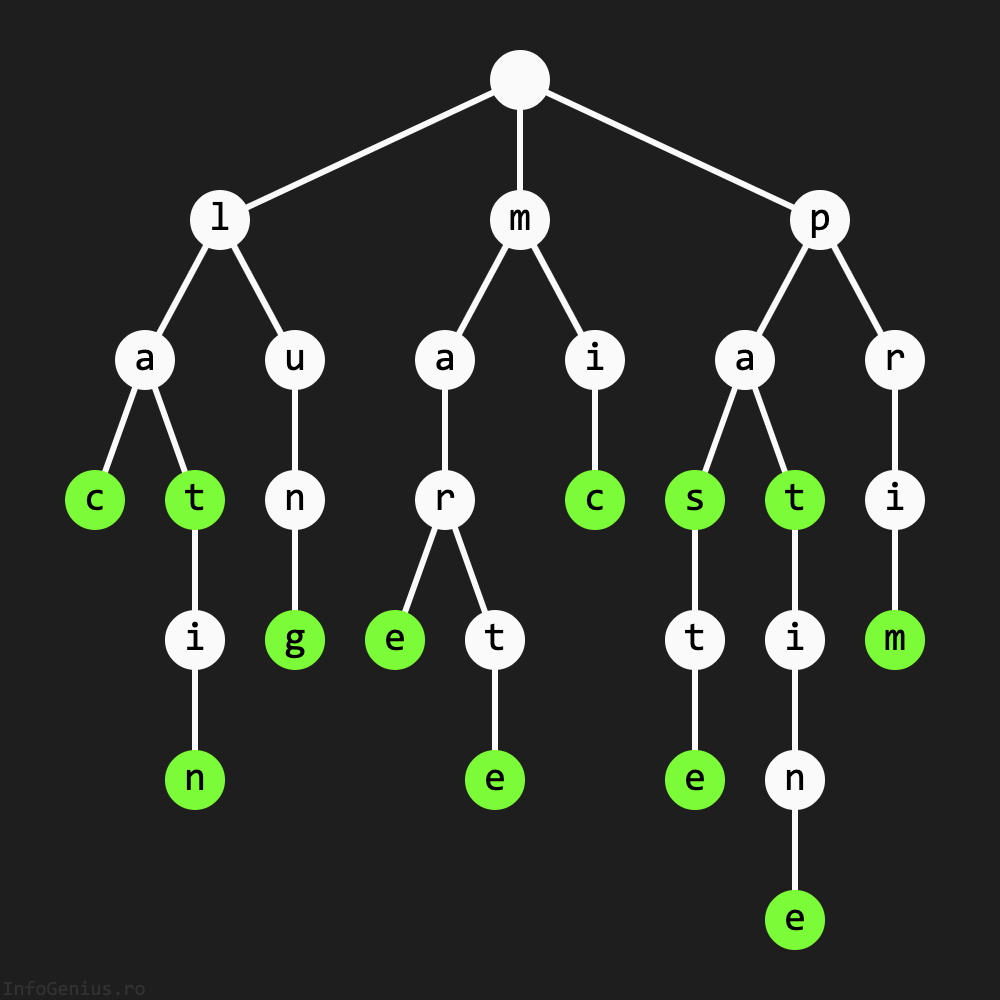 l m p
a u a i a r
c t n r c s t i
i g e t t i m
n e e n
e
InfoGenius.ro